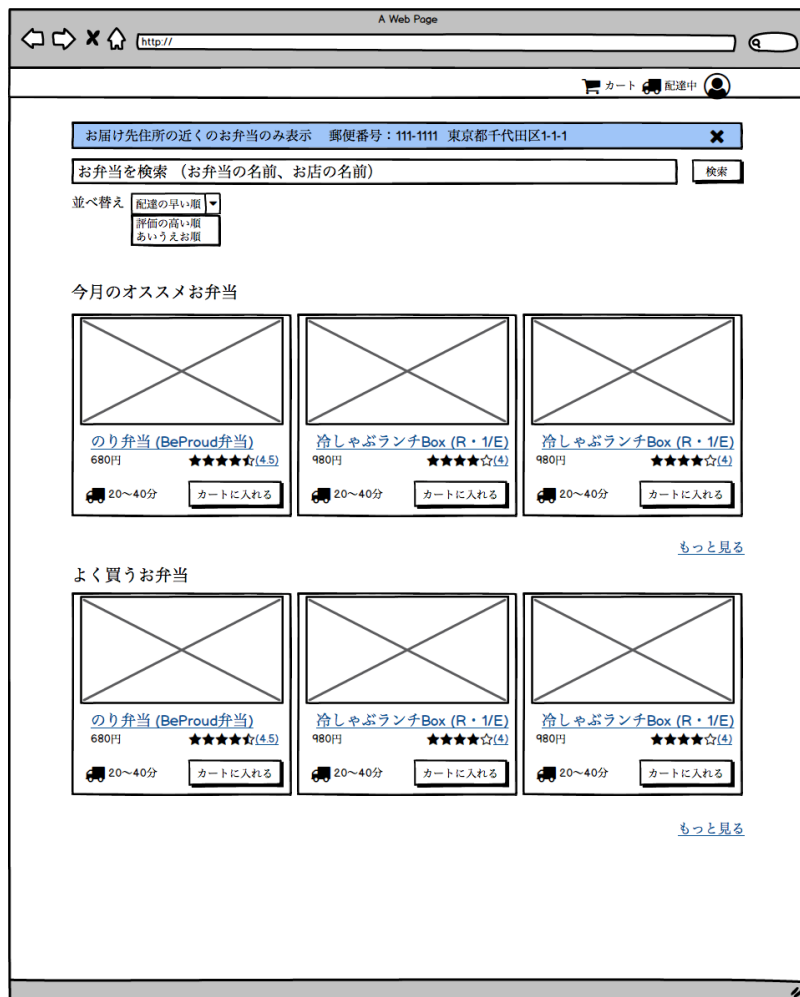 A Web Page
http://
カート 配達中
お届け先住所の近くのお弁当のみ表示 郵便番号：111-1111 東京都千代田区1-1-1
お弁当を検索 （お弁当の名前、お店の名前） 検索
並べ替え 配達の早い順
評価の高い順
あいうえお順
今月のオススメお弁当
のり弁当 (BeProud弁当) 冷しゃぶランチBox (R・1/E) 冷しゃぶランチBox (R・1/E)
680円 ★★★★⯪(4.5) 980円 ★★★★☆(4) 980円 ★★★★☆(4)
20〜40分 カートに入れる 20〜40分 カートに入れる 20〜40分 カートに入れる
もっと見る
よく買うお弁当
のり弁当 (BeProud弁当) 冷しゃぶランチBox (R・1/E) 冷しゃぶランチBox (R・1/E)
680円 ★★★★⯪(4.5) 980円 ★★★★☆(4) 980円 ★★★★☆(4)
20〜40分 カートに入れる 20〜40分 カートに入れる 20〜40分 カートに入れる
もっと見る